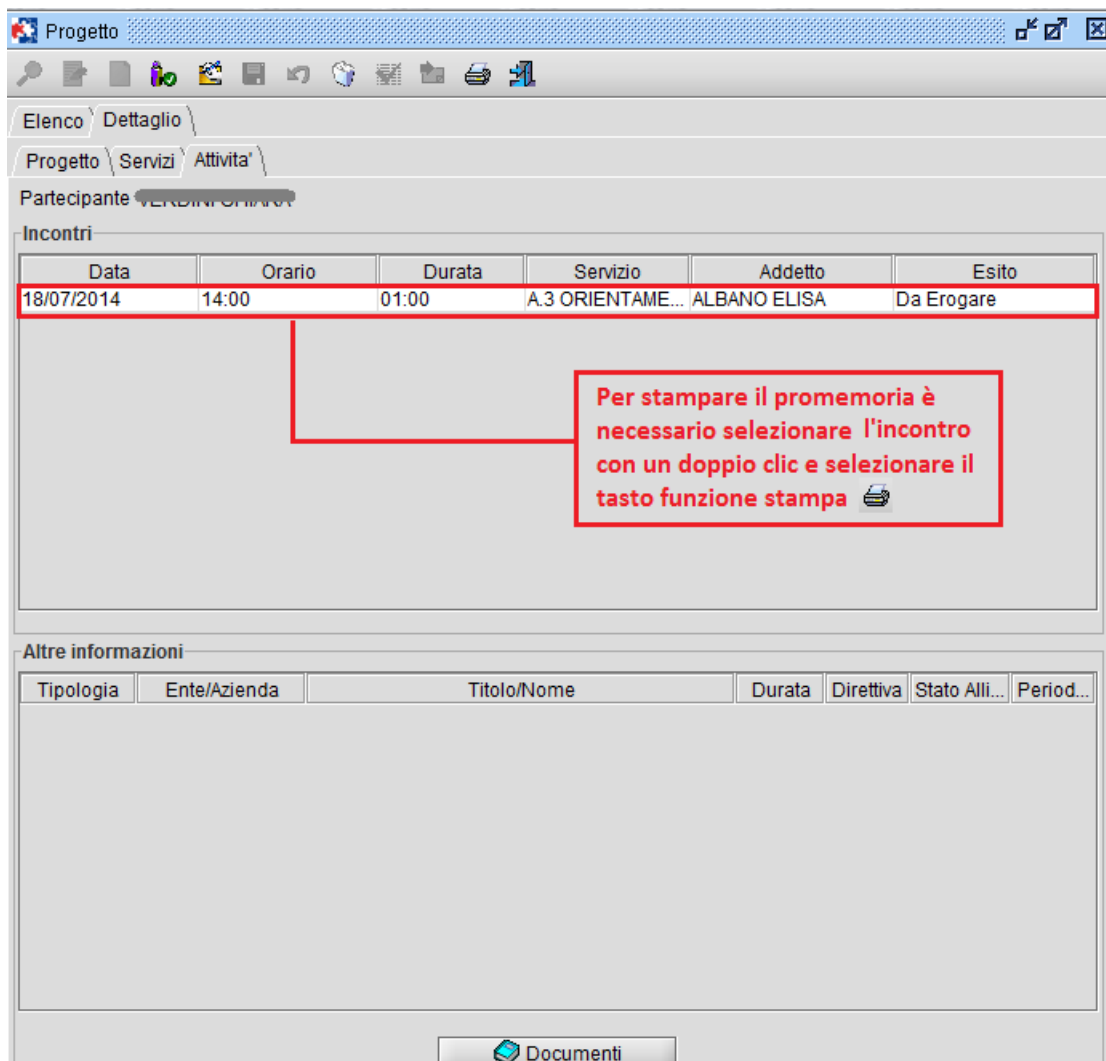 Progetto
Elenco Dettaglio
Progetto Servizi Attivita'
Partecipante
Incontri
Data Orario Durata Servizio Addetto Esito
18/07/2014 14:00 01:00 A.3 ORIENTAME... ALBANO ELISA Da Erogare
Per stampare il promemoria è
necessario selezionare l'incontro
con un doppio clic e selezionare il
tasto funzione stampa
Altre informazioni
Tipologia Ente/Azienda Titolo/Nome Durata Direttiva Stato Alli... Period...
Documenti